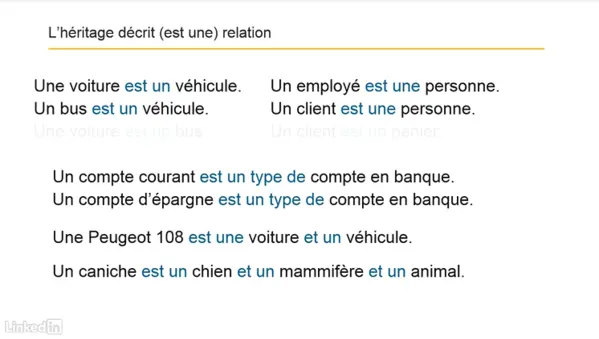 L'héritage décrit (est une) relation
Une voiture est un véhicule.
Un bus est un véhicule.
Une voiture est un bus
Un employé est une personne.
Un client est une personne.
Un client est un panier
Un compte courant est un type de compte en banque.
Un compte d'épargne est un type de compte en banque.
Une Peugeot 108 est une voiture et un véhicule.
Un caniche est un chien et un mammifère et un animal.
LinkedIn